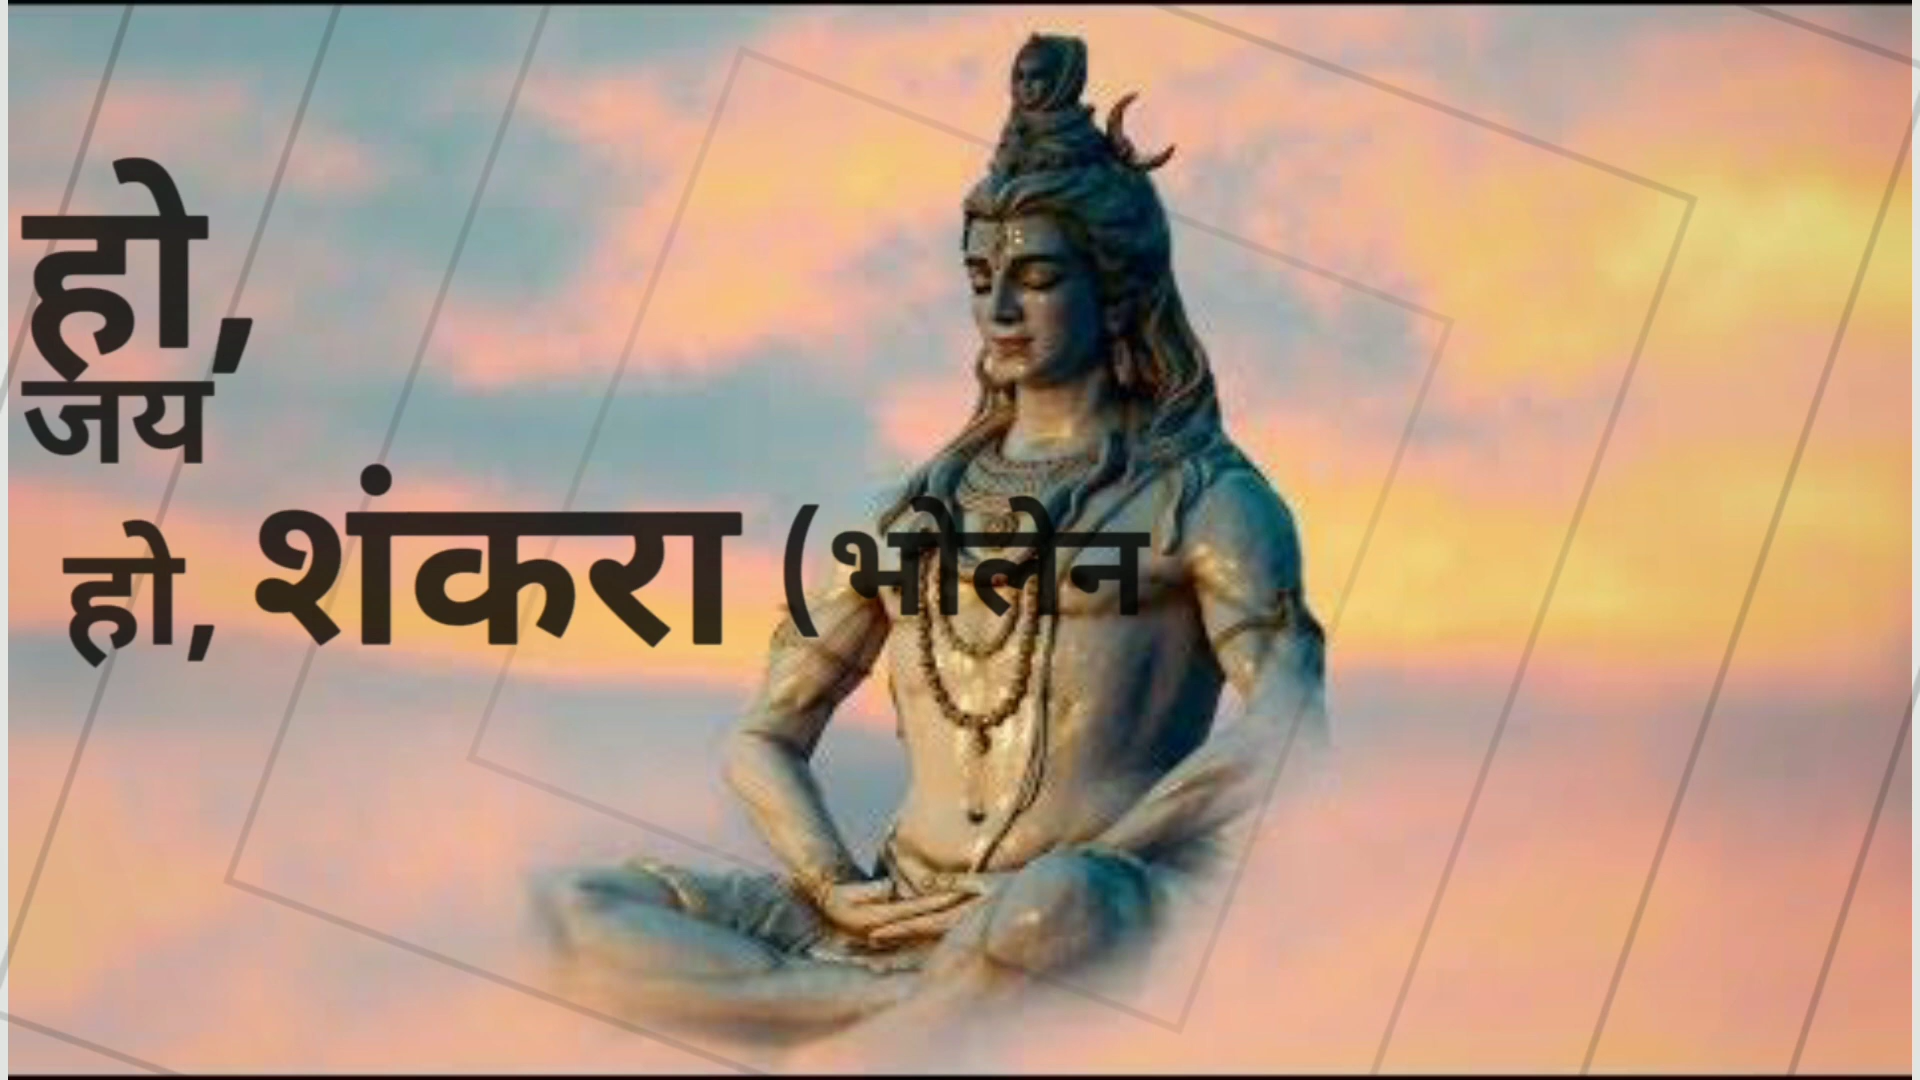 हो,
जय
हो, शंकरा (भोलेन